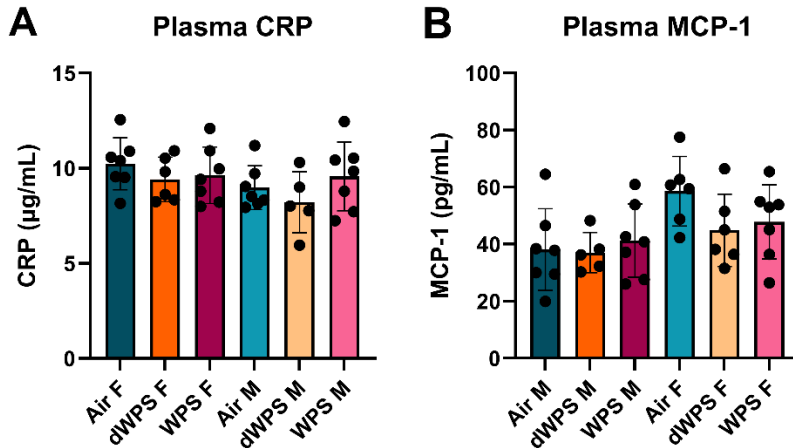 A Plasma CRP
CRP (µg/mL)
15
10
5
0
Air F
dWPS F
WPS F
Air M
dWPS M
WPS M
B Plasma MCP-1
MCP-1 (pg/mL)
100
80
60
40
20
0
Air M
dWPS M
WPS M
Air F
dWPS F
WPS F